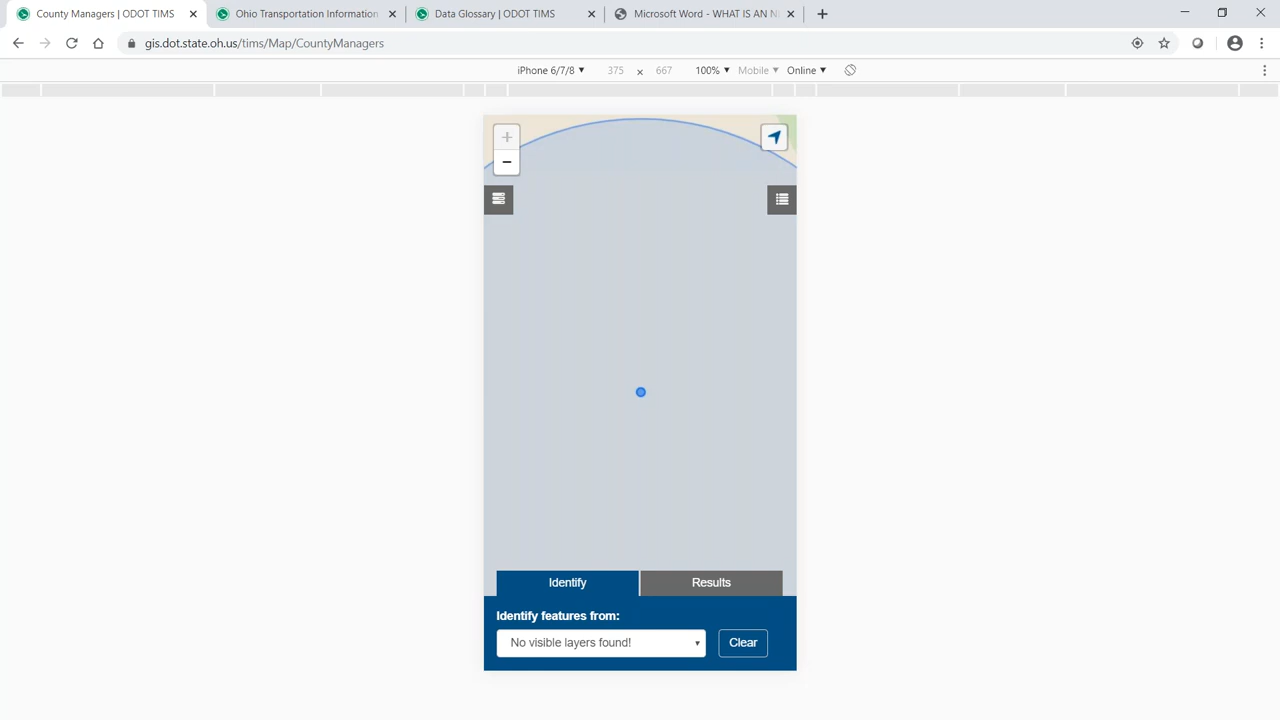 County Managers | ODOT TIMS
Ohio Transportation Information
Data Glossary | ODOT TIMS
Microsoft Word - WHAT IS AN N
gis.dot.state.oh.us/tims/Map/CountyManagers
iPhone 6/7/8 ▼ 375 x 667 100% ▼ Mobile ▼ Online ▼
+
−
Identify
Results
Identify features from:
No visible layers found!
Clear